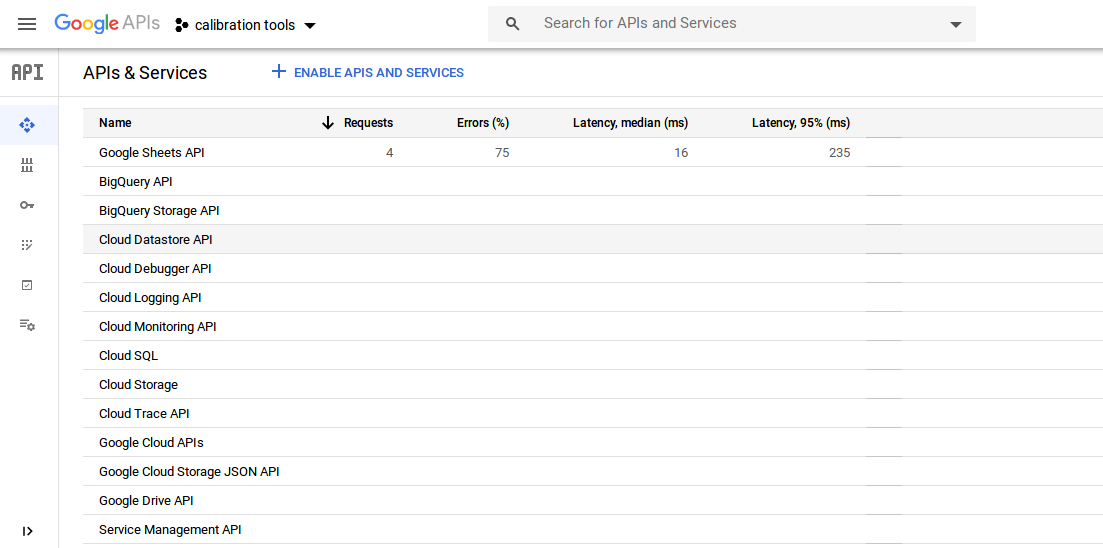 Google APIs calibration tools Search for APIs and Services
API APIs & Services ENABLE APIS AND SERVICES
Name Requests Errors (%) Latency, median (ms) Latency, 95% (ms)
Google Sheets API 4 75 16 235
BigQuery API
BigQuery Storage API
Cloud Datastore API
Cloud Debugger API
Cloud Logging API
Cloud Monitoring API
Cloud SQL
Cloud Storage
Cloud Trace API
Google Cloud APIs
Google Cloud Storage JSON API
Google Drive API
Service Management API